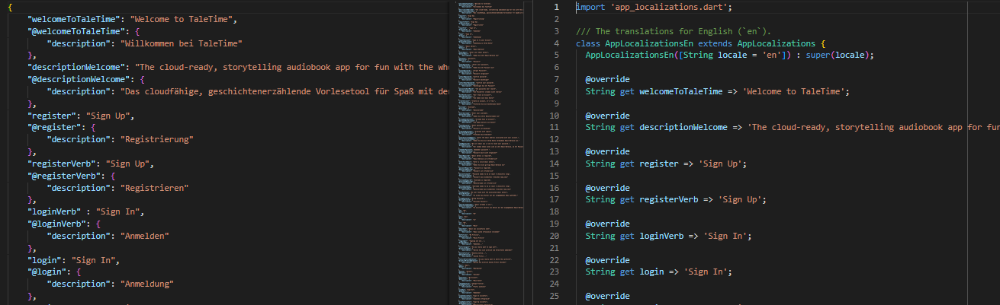 {
"welcomeToTaleTime": "Welcome to TaleTime",
"@welcomeToTaleTime": {
"description": "Willkommen bei TaleTime"
},
"descriptionWelcome": "The cloud-ready, storytelling audiobook app for fun with the who
"@descriptionWelcome": {
"description": "Das cloudfähige, geschichtenerzählende Vorlesetool für Spaß mit der
},
"register": "Sign Up",
"@register": {
"description": "Registrierung"
},
"registerVerb": "Sign Up",
"@registerVerb": {
"description": "Registrieren"
},
"loginVerb" : "Sign In",
"@loginVerb": {
"description": "Anmelden"
},
"login": "Sign In",
"@login": {
"description": "Anmeldung"
},
1 import 'app_localizations.dart';
2
3 /// The translations for English (`en`).
4 class AppLocalizationsEn extends AppLocalizations {
5 AppLocalizationsEn([String locale = 'en']) : super(locale);
6
7 @override
8 String get welcomeToTaleTime => 'Welcome to TaleTime';
9
10 @override
11 String get descriptionWelcome => 'The cloud-ready, storytelling audiobook app for fun
12
13 @override
14 String get register => 'Sign Up';
15
16 @override
17 String get registerVerb => 'Sign Up';
18
19 @override
20 String get loginVerb => 'Sign In';
21
22 @override
23 String get login => 'Sign In';
24
25 @override